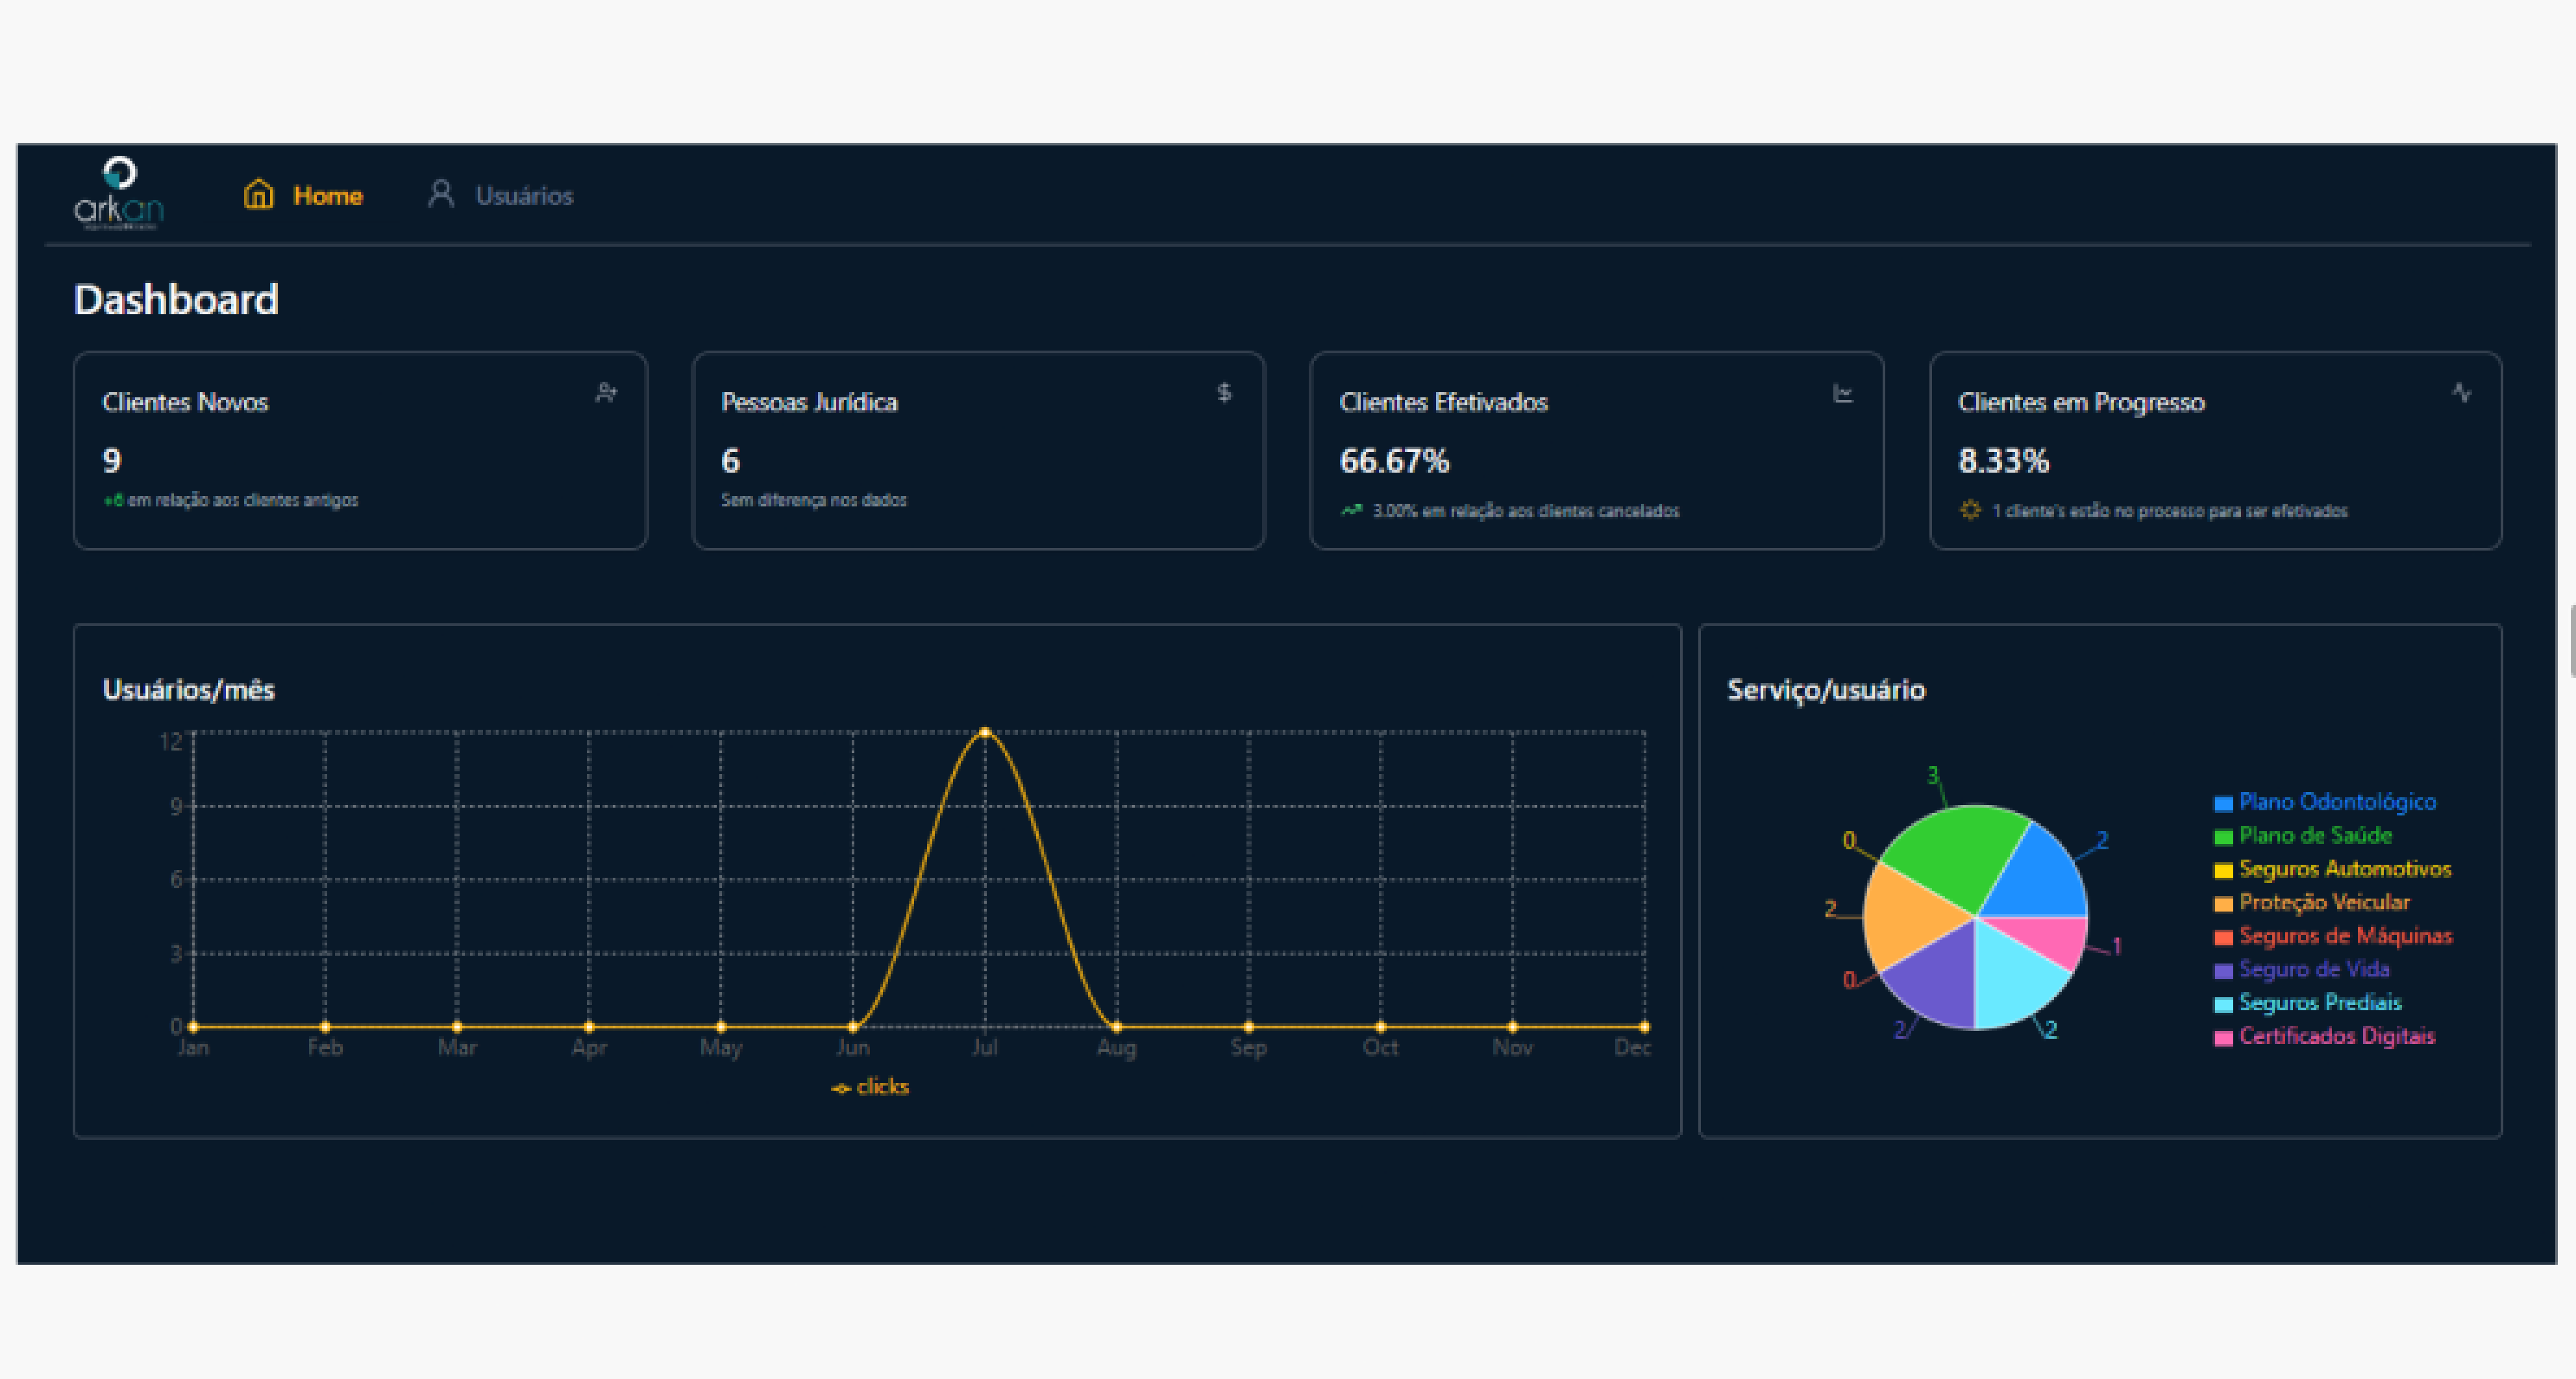 arkan
Home
Usuários
Dashboard
Clientes Novos
9
+6 em relação aos clientes antigos
Pessoas Jurídica
6
Sem diferença nos dados
Clientes Efetivados
66.67%
3.00% em relação aos clientes cancelados
Clientes em Progresso
8.33%
1 cliente's estão no processo para ser efetivados
Usuários/mês
12
9
6
3
0
Jan Feb Mar Apr May Jun Jul Aug Sep Oct Nov Dec
clicks
Serviço/usuário
3
0
2
2
0
1
2
2
Plano Odontológico
Plano de Saúde
Seguros Automotivos
Proteção Veicular
Seguros de Máquinas
Seguro de Vida
Seguros Prediais
Certificados Digitais